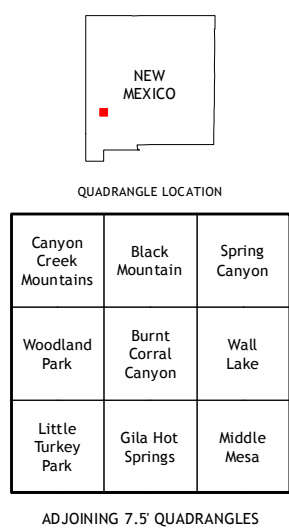 NEW
MEXICO
QUADRANGLE LOCATION
Canyon
Creek
Mountains
Black
Mountain
Spring
Canyon
Woodland
Park
Burnt
Corral
Canyon
Wall
Lake
Little
Turkey
Park
Gila Hot
Springs
Middle
Mesa
ADJOINING 7.5' QUADRANGLES